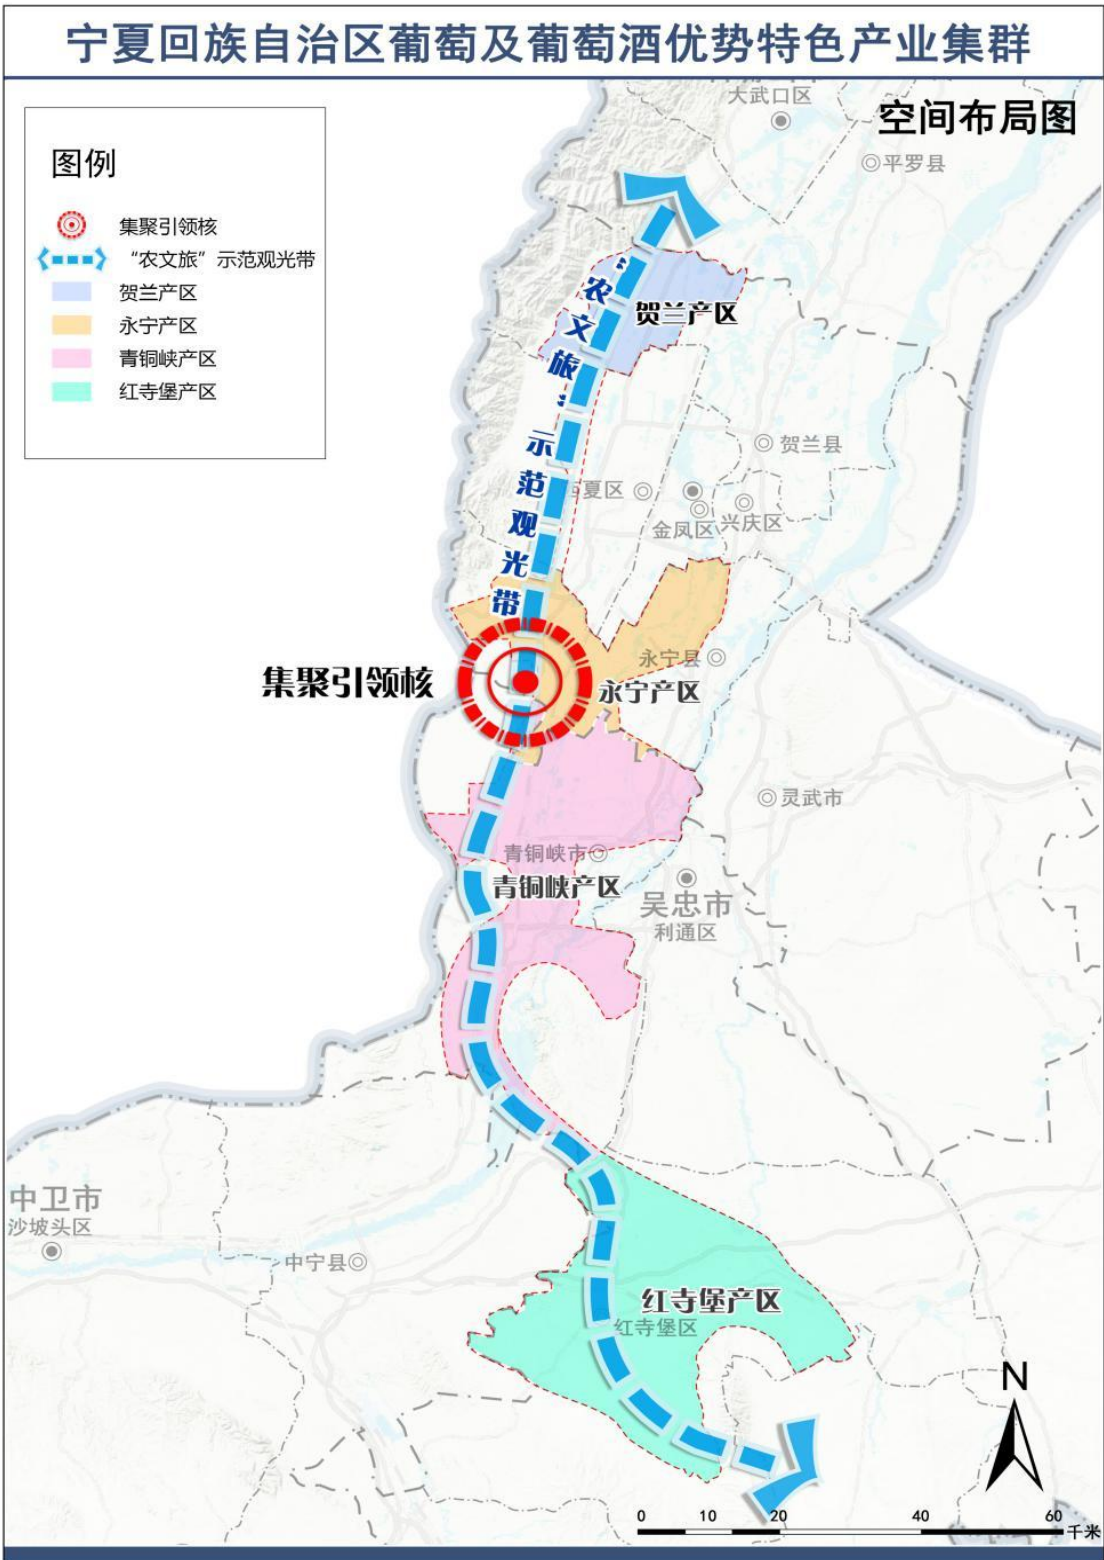 宁夏回族自治区葡萄及葡萄酒优势特色产业集群
空间布局图
图例
集聚引领核
“农文旅”示范观光带
贺兰产区
永宁产区
青铜峡产区
红寺堡产区
大武口区
平罗县
“农文旅”示范观光带
贺兰产区
贺兰县
夏区
金凤区
兴庆区
集聚引领核
永宁县
永宁产区
灵武市
青铜峡市
青铜峡产区
吴忠市
利通区
中卫市
沙坡头区
中宁县
红寺堡产区
红寺堡区
N
0 10 20 40 60
千米